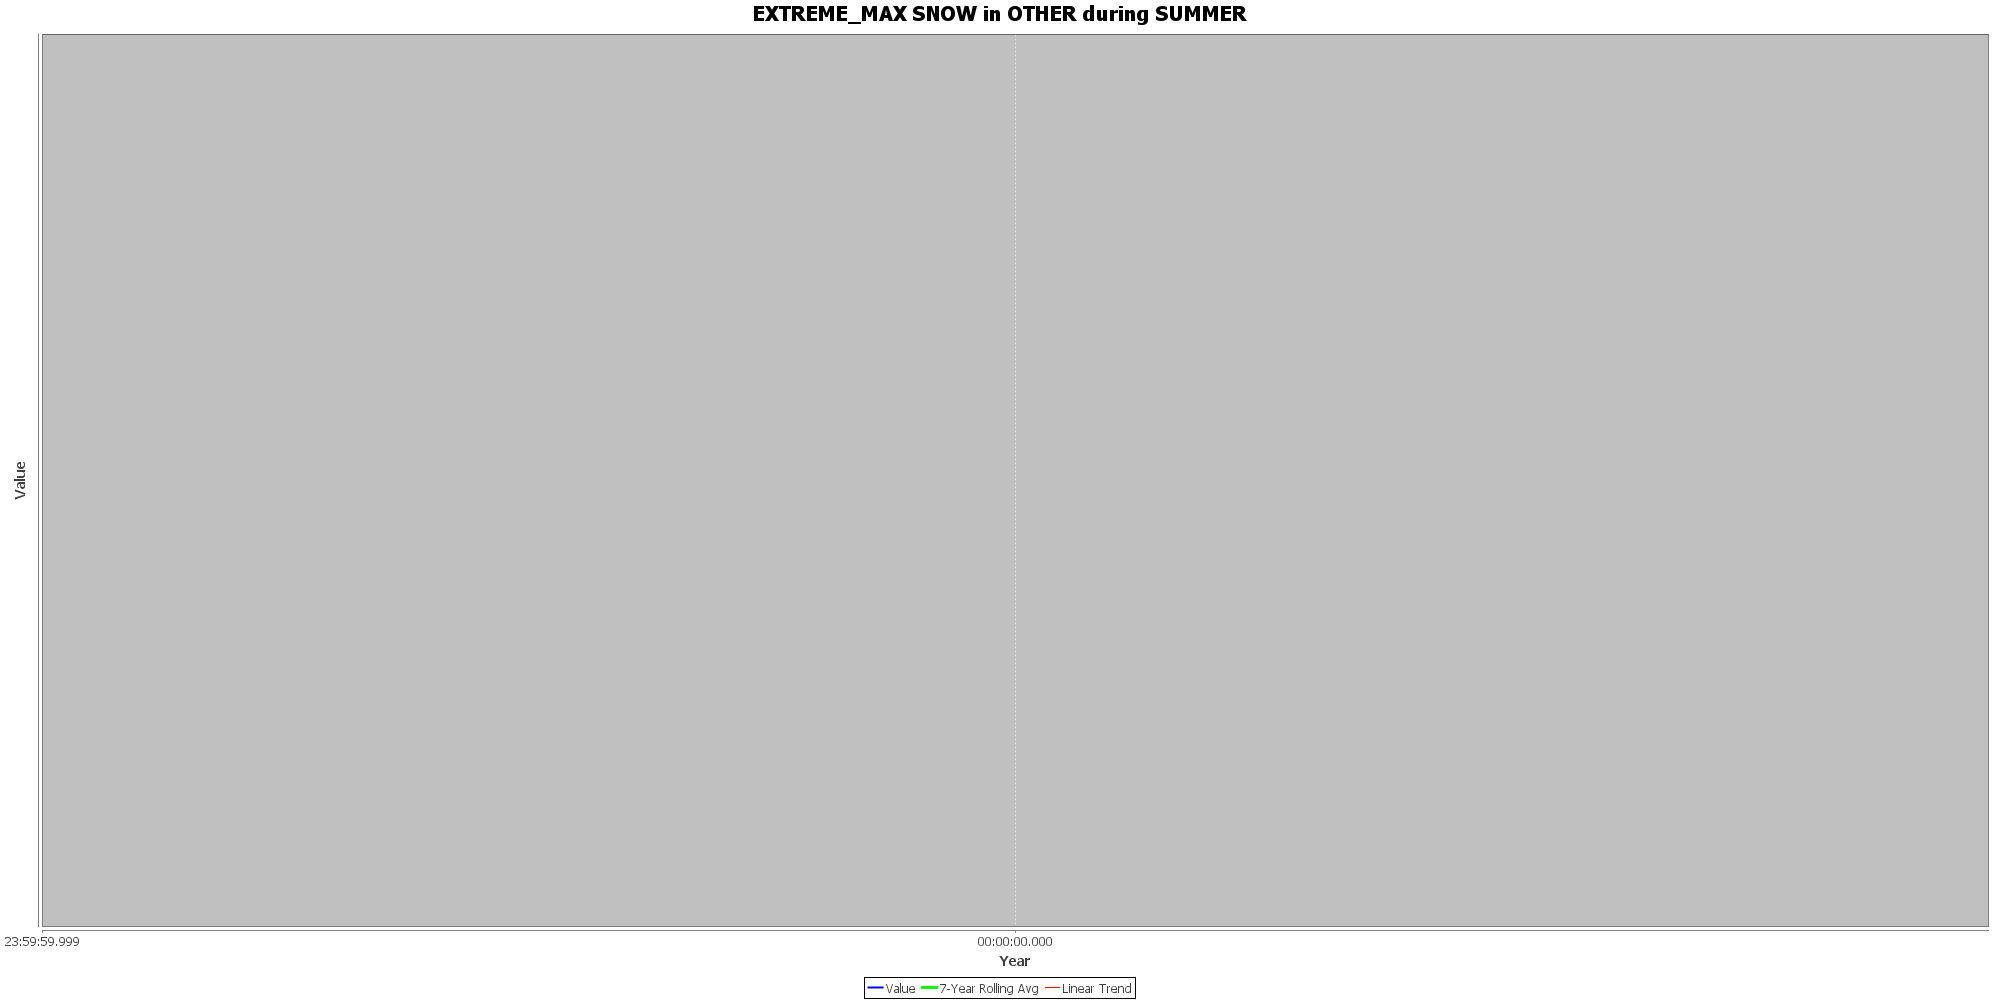 EXTREME_MAX SNOW in OTHER during SUMMER
Value
23:59:59.999 00:00:00.000
Year
Value 7-Year Rolling Avg Linear Trend